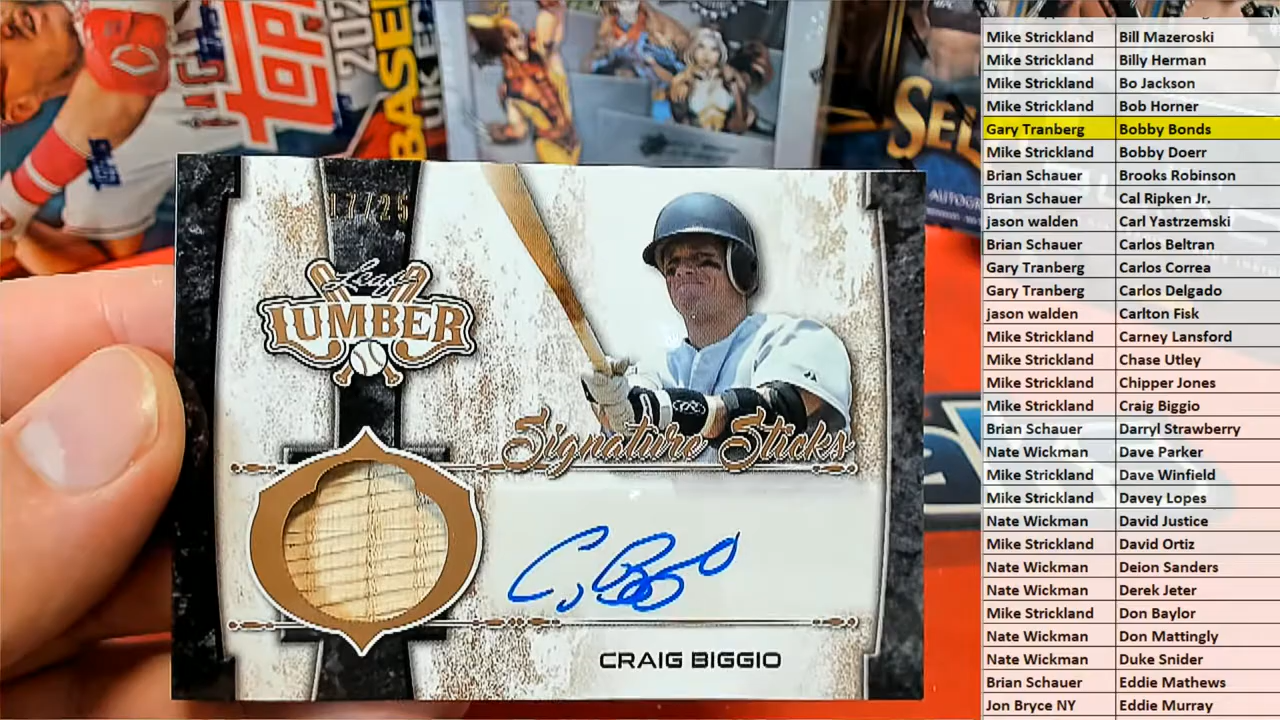 TOPPS
202
BASEB
UK E
SEL
AUTOGR
17/25
Leaf
LUMBER
Signature Sticks
CRAIG BIGGIO
Mike Strickland Bill Mazeroski
Mike Strickland Billy Herman
Mike Strickland Bo Jackson
Mike Strickland Bob Horner
Gary Tranberg Bobby Bonds
Mike Strickland Bobby Doerr
Brian Schauer Brooks Robinson
Brian Schauer Cal Ripken Jr.
jason walden Carl Yastrzemski
Brian Schauer Carlos Beltran
Gary Tranberg Carlos Correa
Gary Tranberg Carlos Delgado
jason walden Carlton Fisk
Mike Strickland Carney Lansford
Mike Strickland Chase Utley
Mike Strickland Chipper Jones
Mike Strickland Craig Biggio
Brian Schauer Darryl Strawberry
Nate Wickman Dave Parker
Mike Strickland Dave Winfield
Mike Strickland Davey Lopes
Nate Wickman David Justice
Mike Strickland David Ortiz
Nate Wickman Deion Sanders
Nate Wickman Derek Jeter
Mike Strickland Don Baylor
Nate Wickman Don Mattingly
Nate Wickman Duke Snider
Brian Schauer Eddie Mathews
Jon Bryce NY Eddie Murray